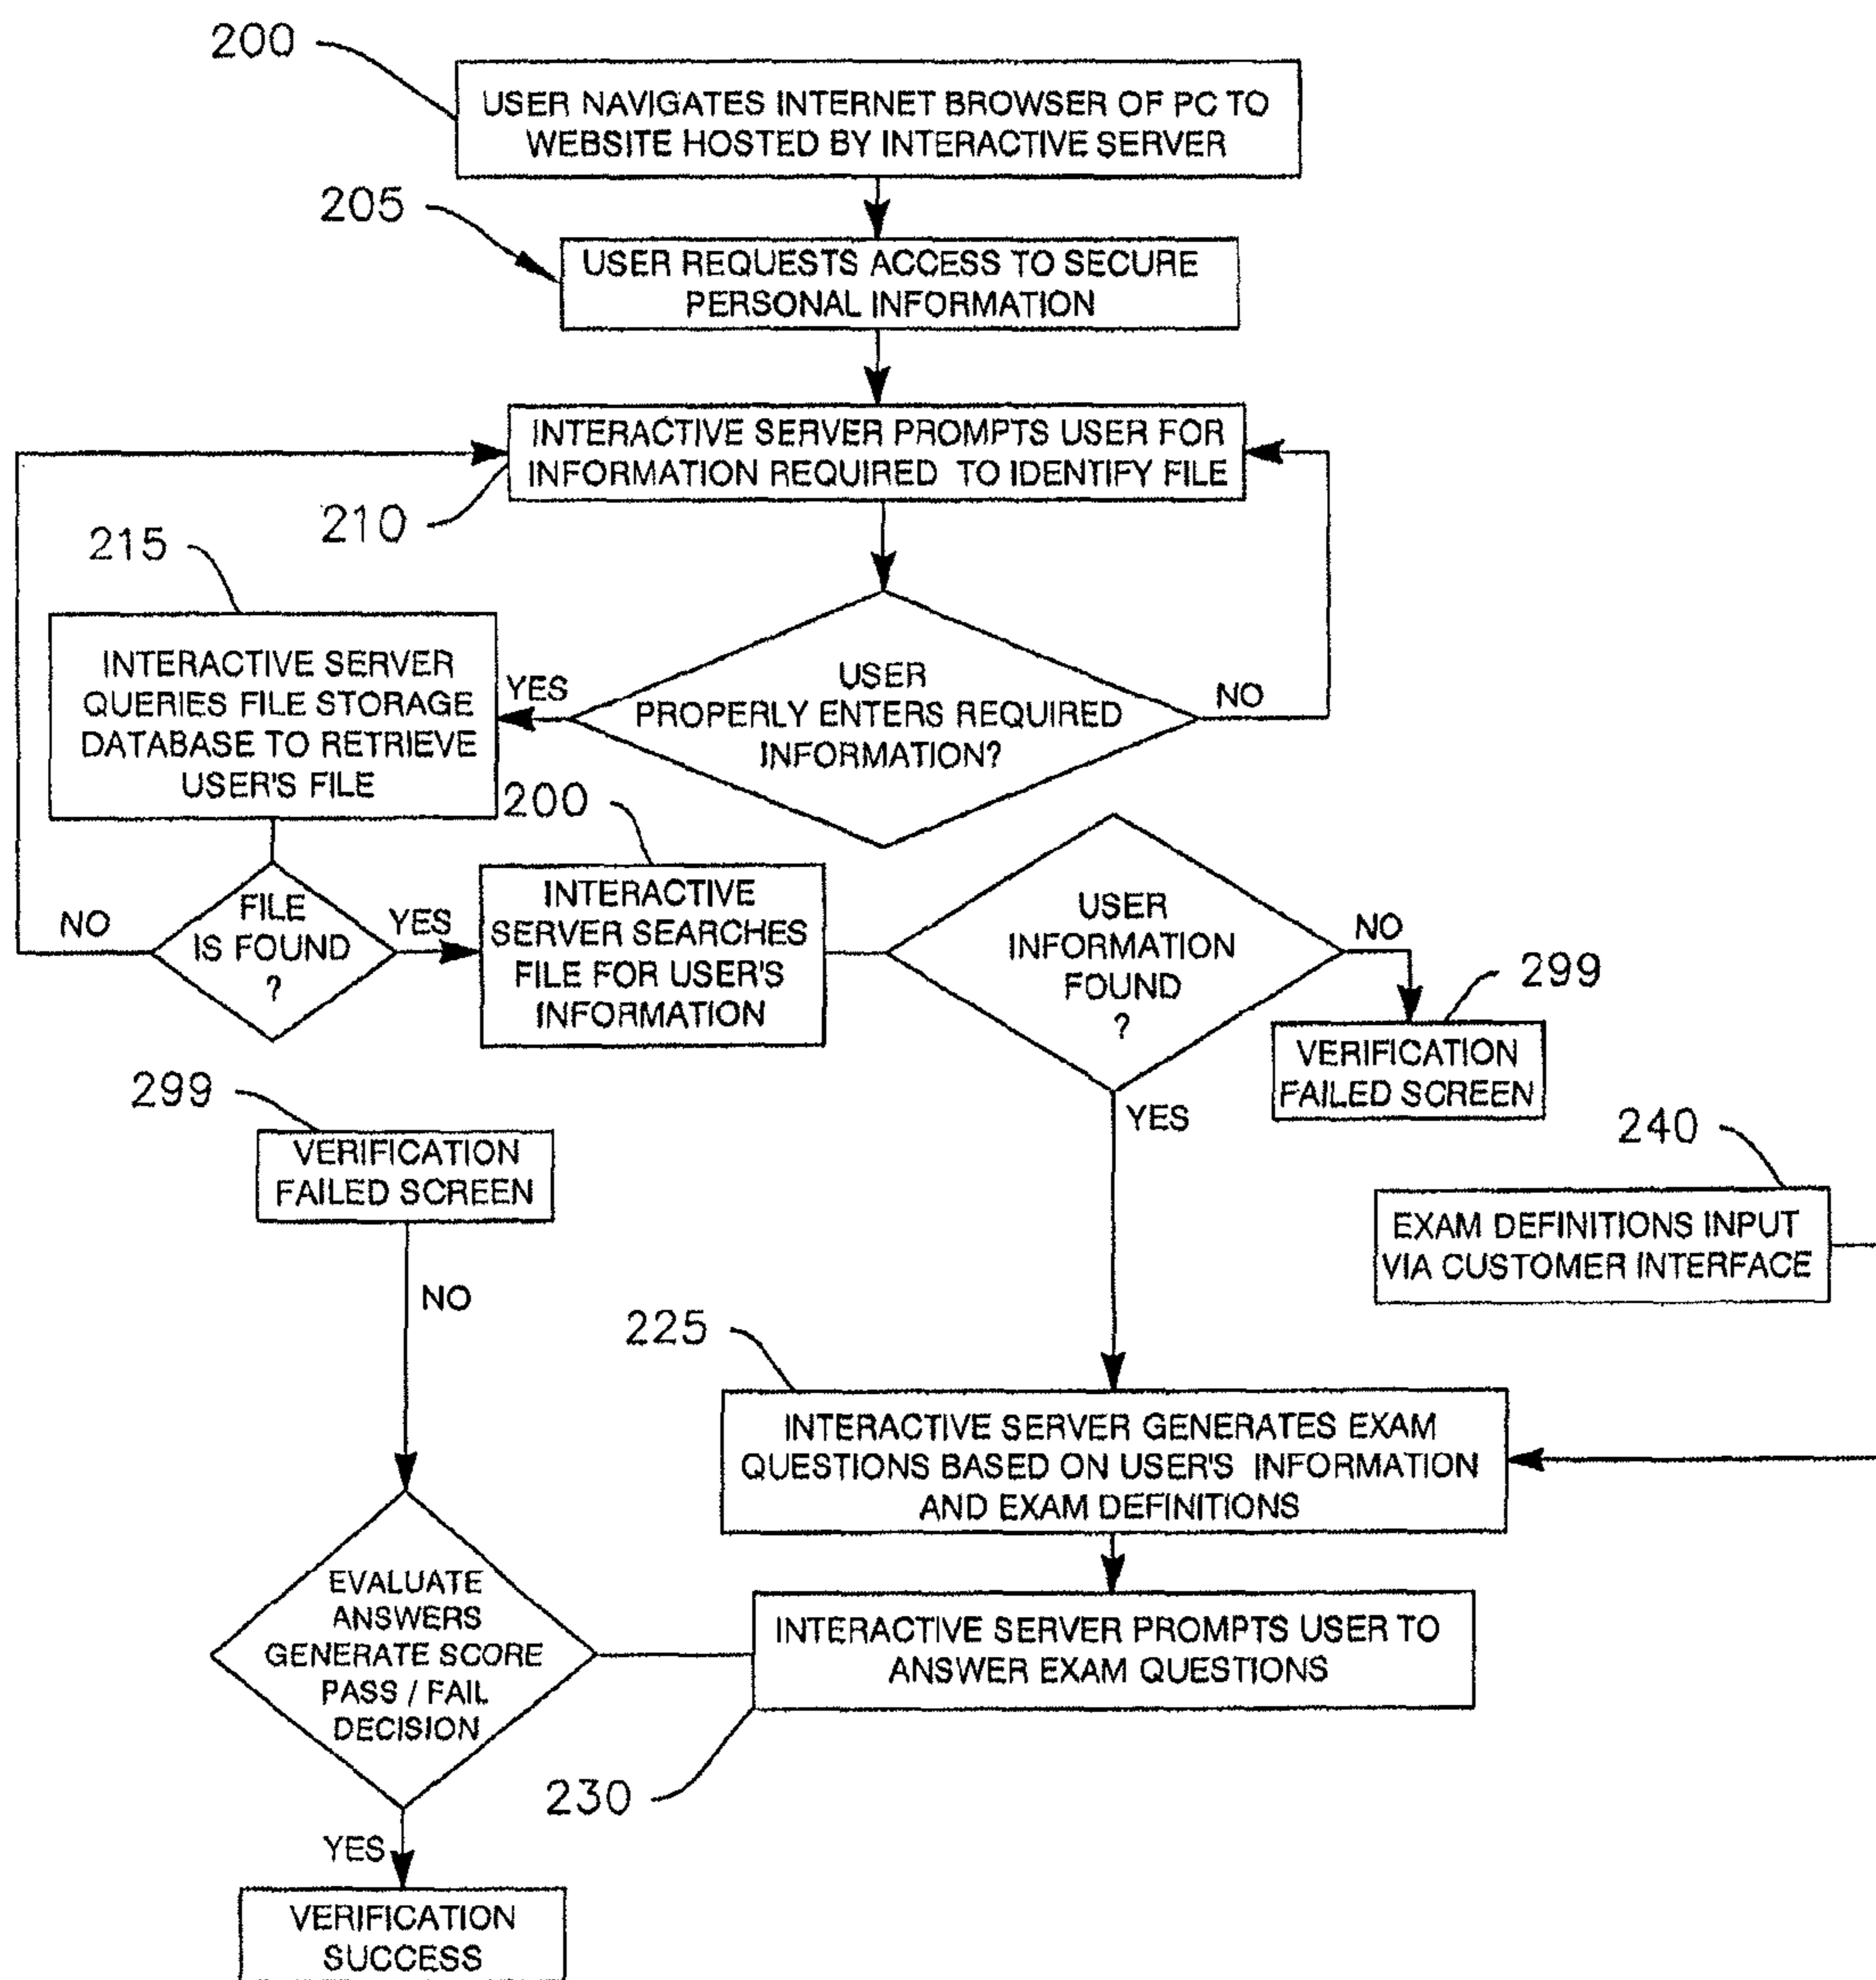 200
USER NAVIGATES INTERNET BROWSER OF PC TO
WEBSITE HOSTED BY INTERACTIVE SERVER
205
USER REQUESTS ACCESS TO SECURE
PERSONAL INFORMATION
INTERACTIVE SERVER PROMPTS USER FOR
INFORMATION REQUIRED TO IDENTIFY FILE
210
215
INTERACTIVE SERVER
QUERIES FILE STORAGE
DATABASE TO RETRIEVE
USER'S FILE
YES
USER
PROPERLY ENTERS REQUIRED
INFORMATION?
NO
200
NO
FILE
IS FOUND
?
YES
INTERACTIVE
SERVER SEARCHES
FILE FOR USER'S
INFORMATION
USER
INFORMATION
FOUND
?
NO
299
VERIFICATION
FAILED SCREEN
YES
299
VERIFICATION
FAILED SCREEN
NO
240
EXAM DEFINITIONS INPUT
VIA CUSTOMER INTERFACE
225
INTERACTIVE SERVER GENERATES EXAM
QUESTIONS BASED ON USER'S INFORMATION
AND EXAM DEFINITIONS
EVALUATE
ANSWERS
GENERATE SCORE
PASS / FAIL
DECISION
INTERACTIVE SERVER PROMPTS USER TO
ANSWER EXAM QUESTIONS
230
YES
VERIFICATION
SUCCESS